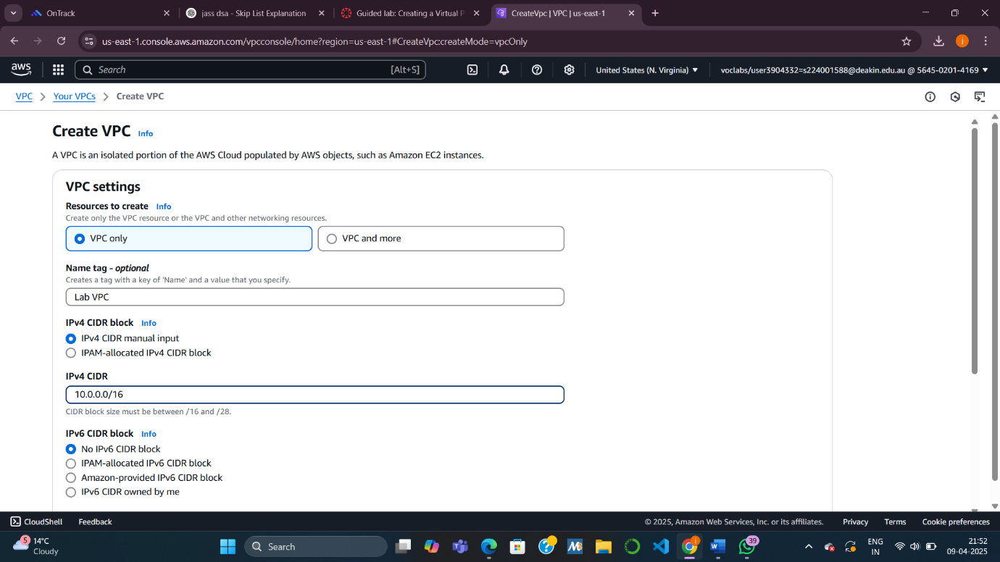 OnTrack
jass dsa - Skip List Explanation
Guided lab: Creating a Virtual P
CreateVpc | VPC | us-east-1
us-east-1.console.aws.amazon.com/vpcconsole/home?region=us-east-1#CreateVpc:createMode=vpcOnly
j
aws
Search
[Alt+S]
United States (N. Virginia)
voclabs/user3904332=s224001588@deakin.edu.au @ 5645-0201-4169
VPC
Your VPCs
Create VPC
Create VPC Info
A VPC is an isolated portion of the AWS Cloud populated by AWS objects, such as Amazon EC2 instances.
VPC settings
Resources to create Info
Create only the VPC resource or the VPC and other networking resources.
VPC only
VPC and more
Name tag - optional
Creates a tag with a key of 'Name' and a value that you specify.
Lab VPC
IPv4 CIDR block Info
IPv4 CIDR manual input
IPAM-allocated IPv4 CIDR block
IPv4 CIDR
10.0.0.0/16
CIDR block size must be between /16 and /28.
IPv6 CIDR block Info
No IPv6 CIDR block
IPAM-allocated IPv6 CIDR block
Amazon-provided IPv6 CIDR block
IPv6 CIDR owned by me
CloudShell
Feedback
© 2025, Amazon Web Services, Inc. or its affiliates.
Privacy
Terms
Cookie preferences
5
14°C
Cloudy
Search
39
ENG
IN
21:52
09-04-2025